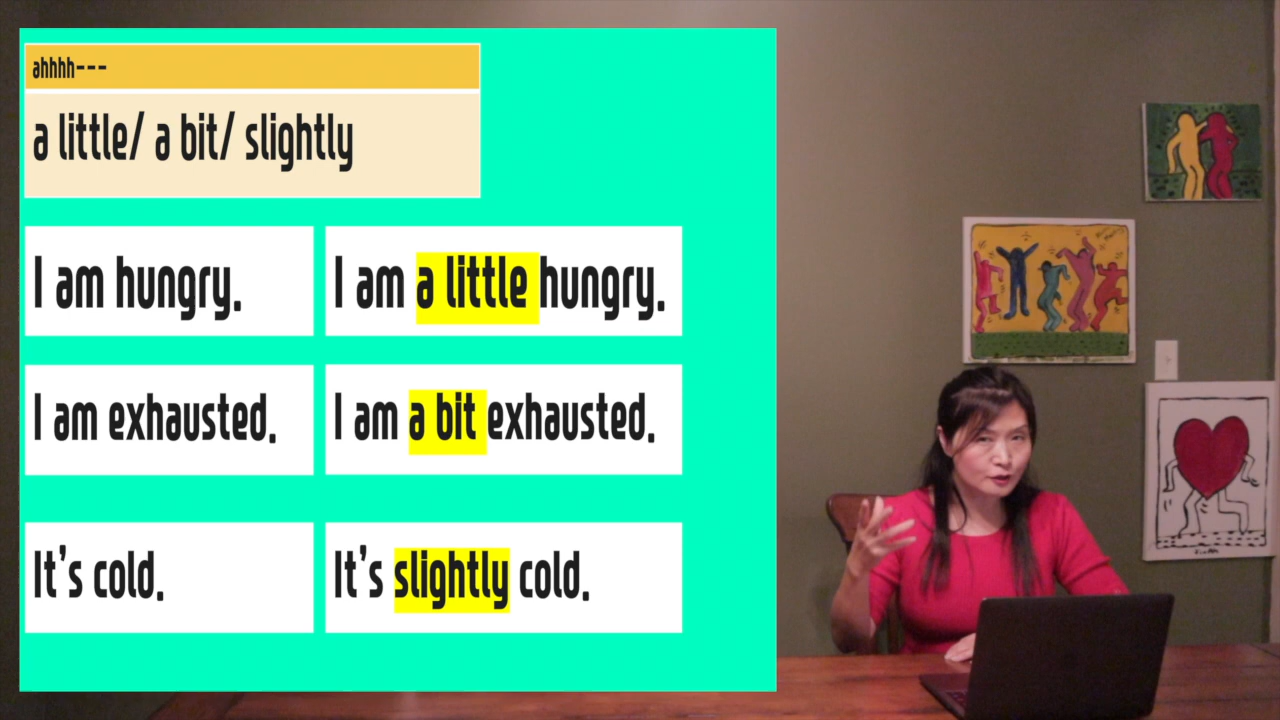 ahhhh---
a little/ a bit/ slightly
I am hungry.
I am a little hungry.
I am exhausted.
I am a bit exhausted.
It's cold.
It's slightly cold.